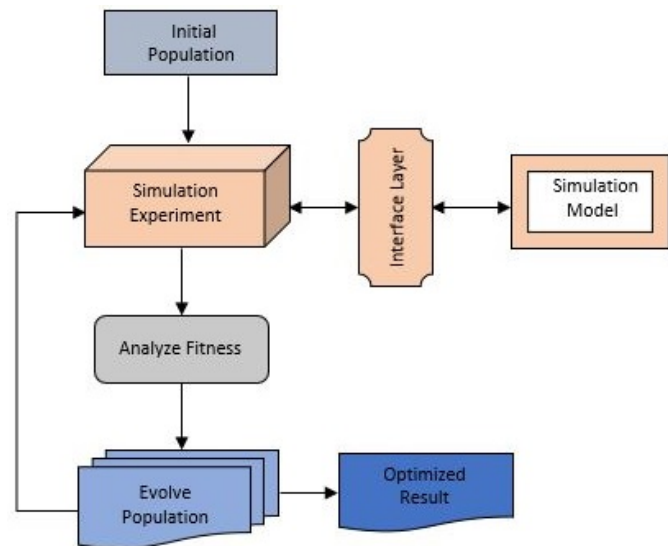 Initial
Population
Simulation
Experiment
Interface Layer
Simulation
Model
Analyze Fitness
Evolve
Population
Optimized
Result